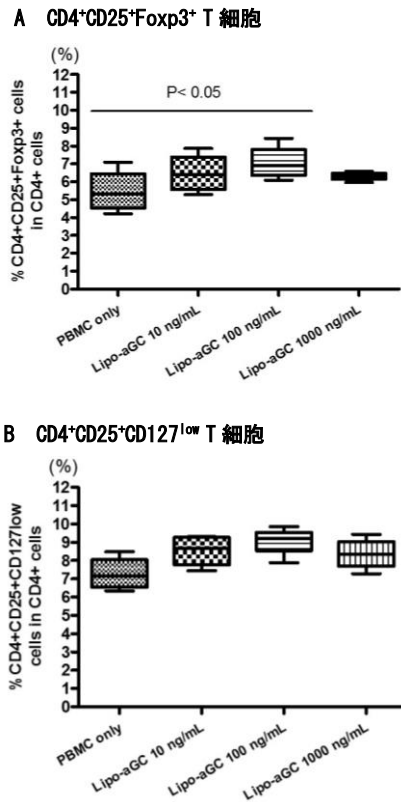 A CD4⁺CD25⁺Foxp3⁺ T 細胞
(%)
12
11
10
9
8
7
6
5
4
3
2
1
0
% CD4+CD25+Foxp3+ cells
in CD4+ cells
P< 0.05
PBMC only
Lipo-aGC 10 ng/mL
Lipo-aGC 100 ng/mL
Lipo-aGC 1000 ng/mL
B CD4⁺CD25⁺CD127ˡᵒʷ T 細胞
(%)
12
11
10
9
8
7
6
5
4
3
2
1
0
% CD4+CD25+CD127low
cells in CD4+ cells
PBMC only
Lipo-aGC 10 ng/mL
Lipo-aGC 100 ng/mL
Lipo-aGC 1000 ng/mL